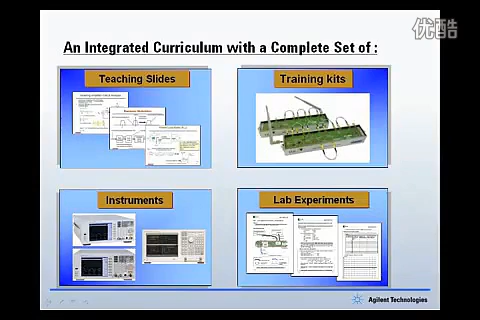 优酷
An Integrated Curriculum with a Complete Set of :
Teaching Slides
Training kits
Instruments
Lab Experiments
Agilent Technologies